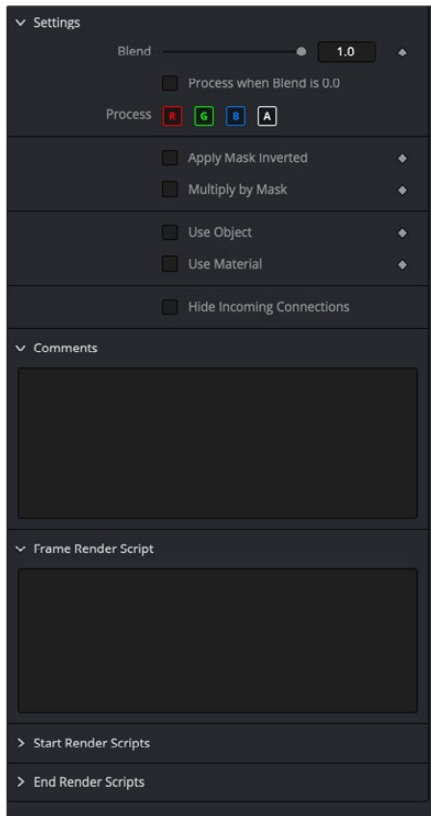 Settings
Blend 1.0
Process when Blend is 0.0
Process R G B A
Apply Mask Inverted
Multiply by Mask
Use Object
Use Material
Hide Incoming Connections
Comments
Frame Render Script
Start Render Scripts
End Render Scripts